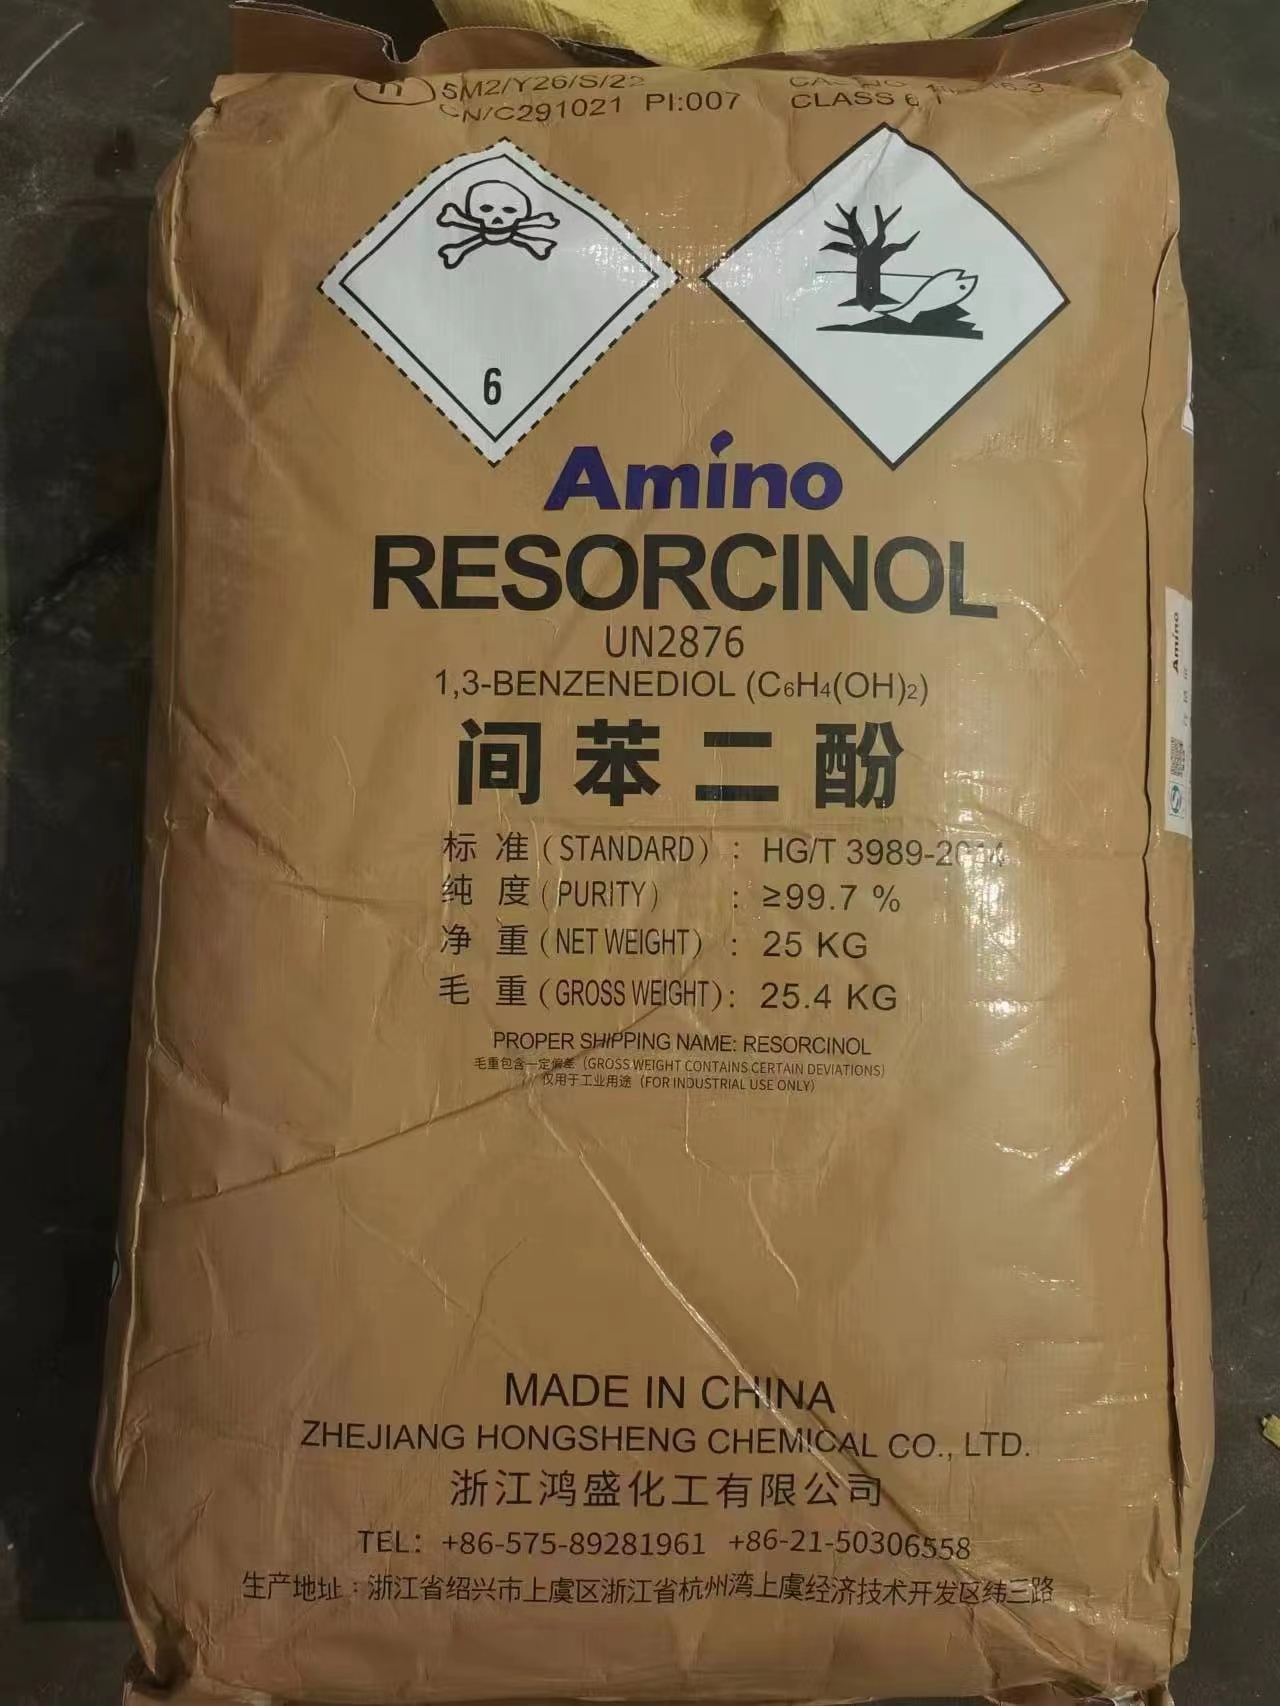 n 5M2/Y26/S/22
CN/C291021 PI:007
CAS NO.
CLASS 6.1
6
Amino
RESORCINOL
UN2876
1,3-BENZENEDIOL (C₆H₄(OH)₂)
间苯二酚
标 准 (STANDARD) : HG/T 3989-2014
纯 度 (PURITY) : ≥99.7 %
净 重 (NET WEIGHT) : 25 KG
毛 重 (GROSS WEIGHT) : 25.4 KG
PROPER SHIPPING NAME: RESORCINOL
毛重包含一定偏差 (GROSS WEIGHT CONTAINS CERTAIN DEVIATIONS)
仅用于工业用途 (FOR INDUSTRIAL USE ONLY)
Amino
MADE IN CHINA
ZHEJIANG HONGSHENG CHEMICAL CO., LTD.
浙江鸿盛化工有限公司
TEL: +86-575-89281961 +86-21-50306558
生产地址：浙江省绍兴市上虞区浙江省杭州湾上虞经济技术开发区纬三路